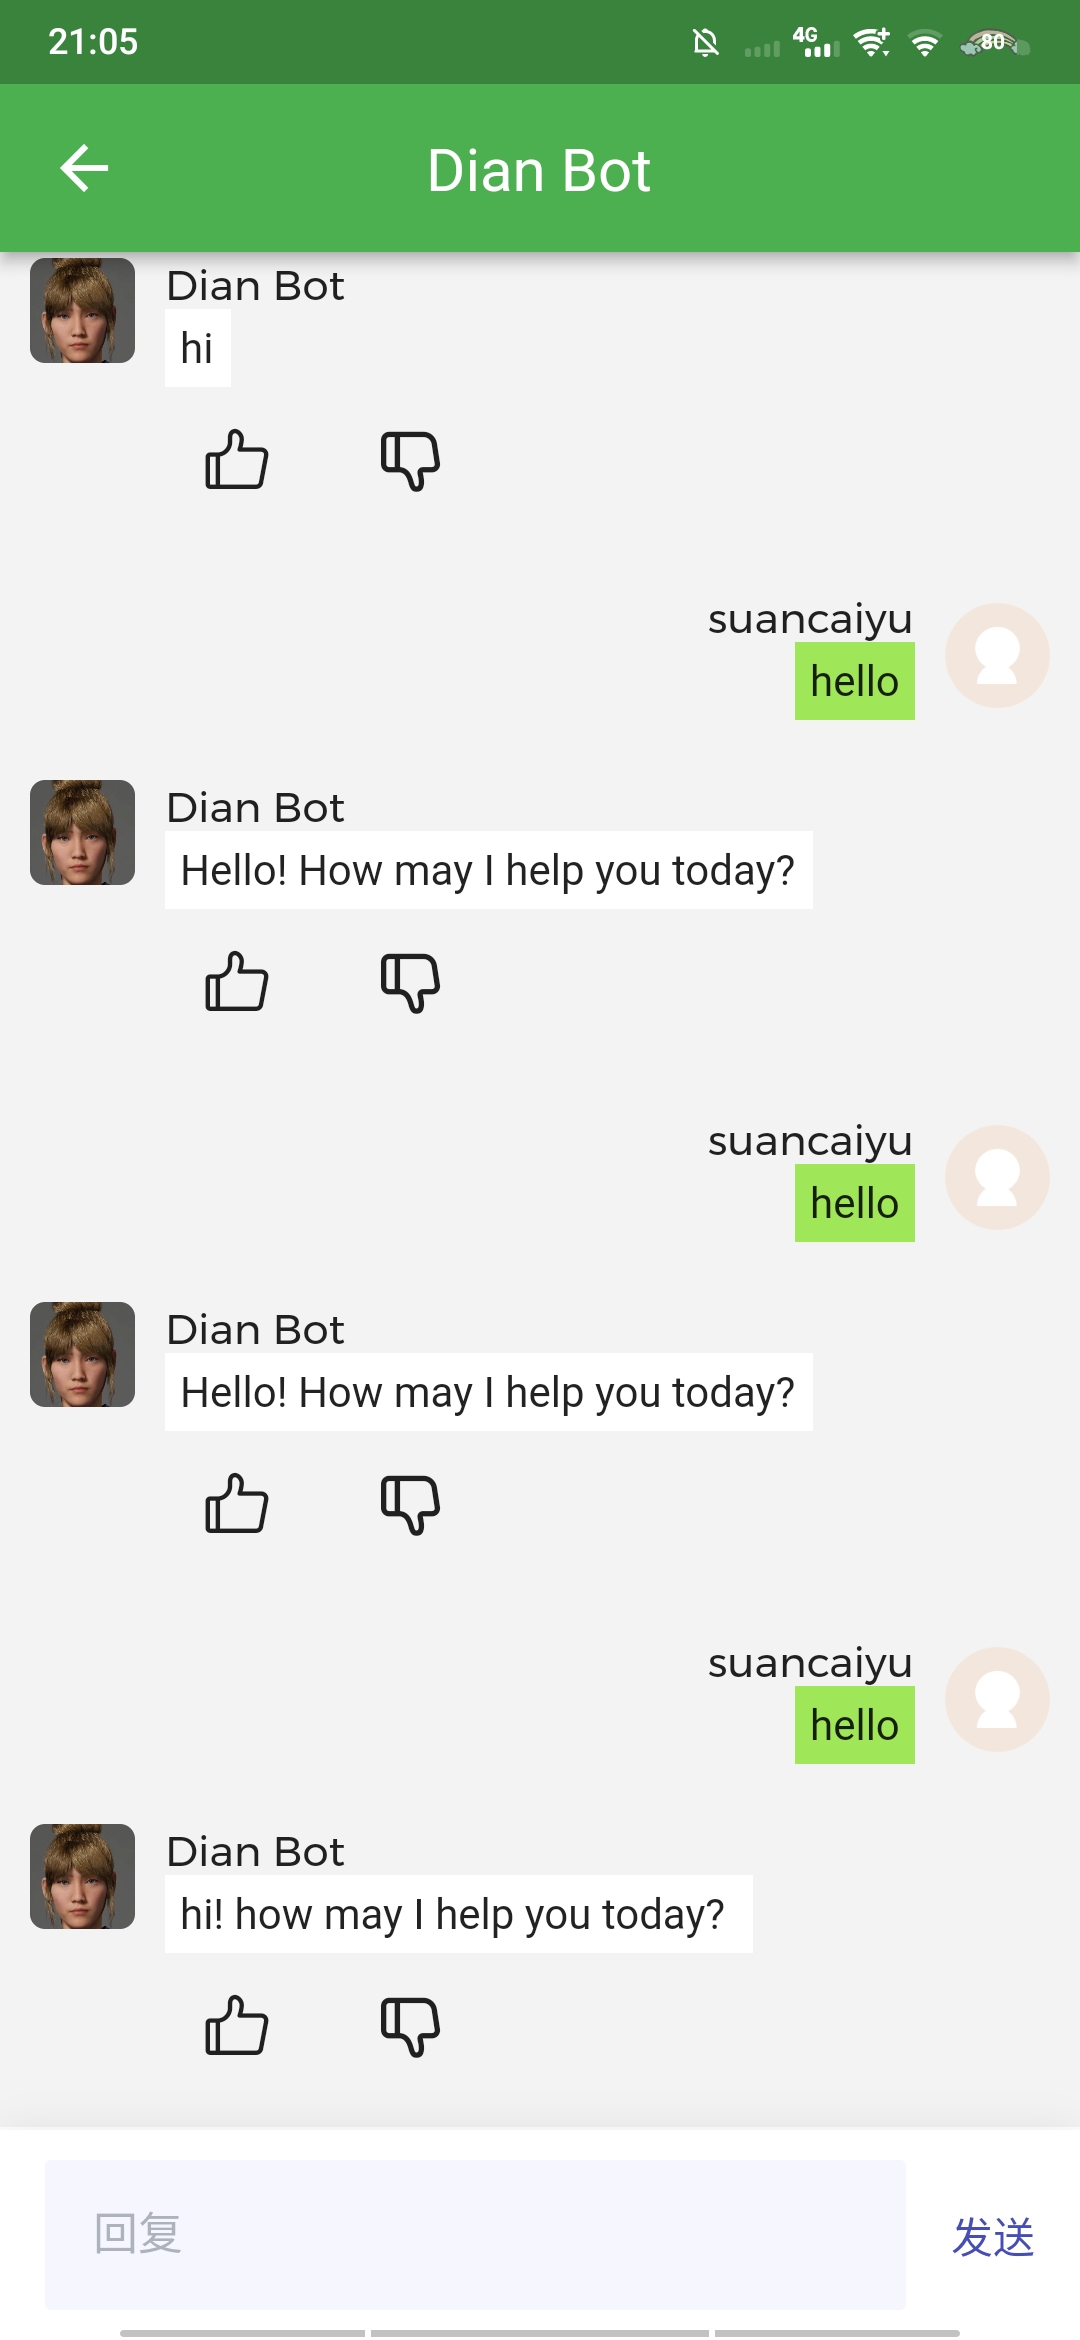 21:05
4G
80
Dian Bot
Dian Bot
hi
suancaiyu
hello
Dian Bot
Hello! How may I help you today?
suancaiyu
hello
Dian Bot
Hello! How may I help you today?
suancaiyu
hello
Dian Bot
hi! how may I help you today?
回复
发送